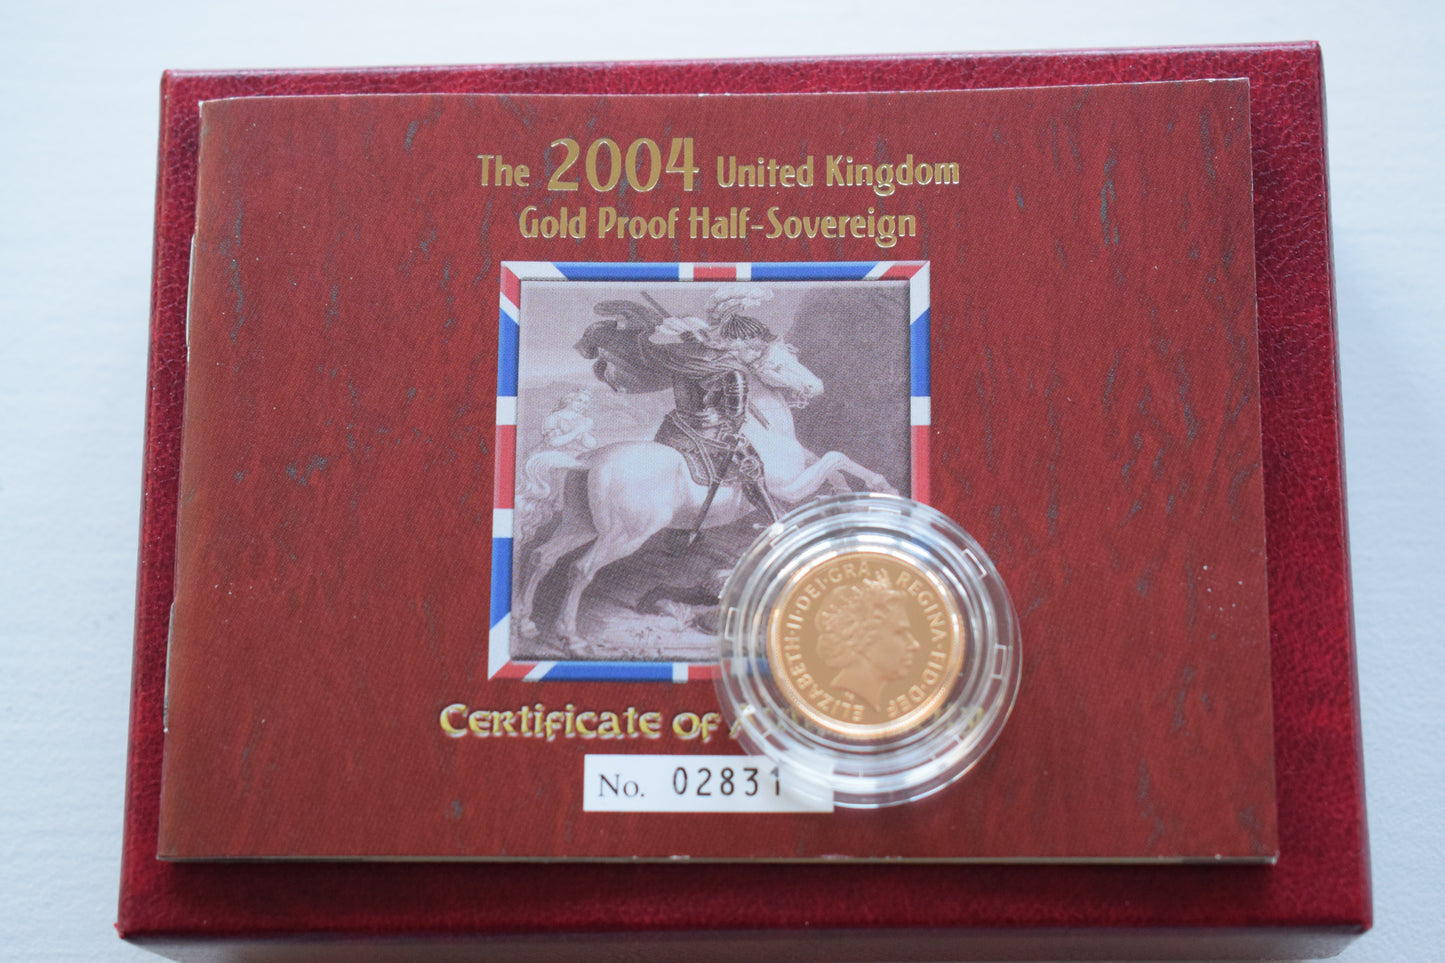 The 2004 United Kingdom
Gold Proof Half-Sovereign
ELIZABETH·II·DEI·GRA REGINA·FID·DEF
Certificate of
No. 02831